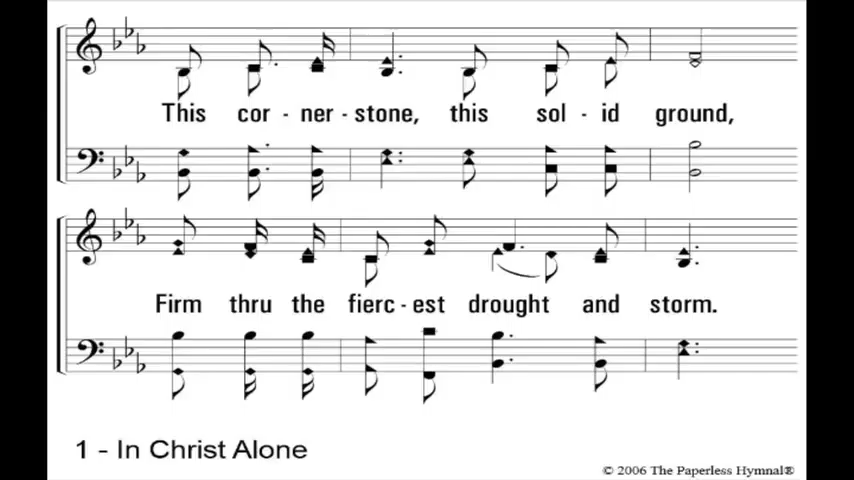 This cor - ner - stone, this sol - id ground,
Firm thru the fierc - est drought and storm.
1 - In Christ Alone
© 2006 The Paperless Hymnal®